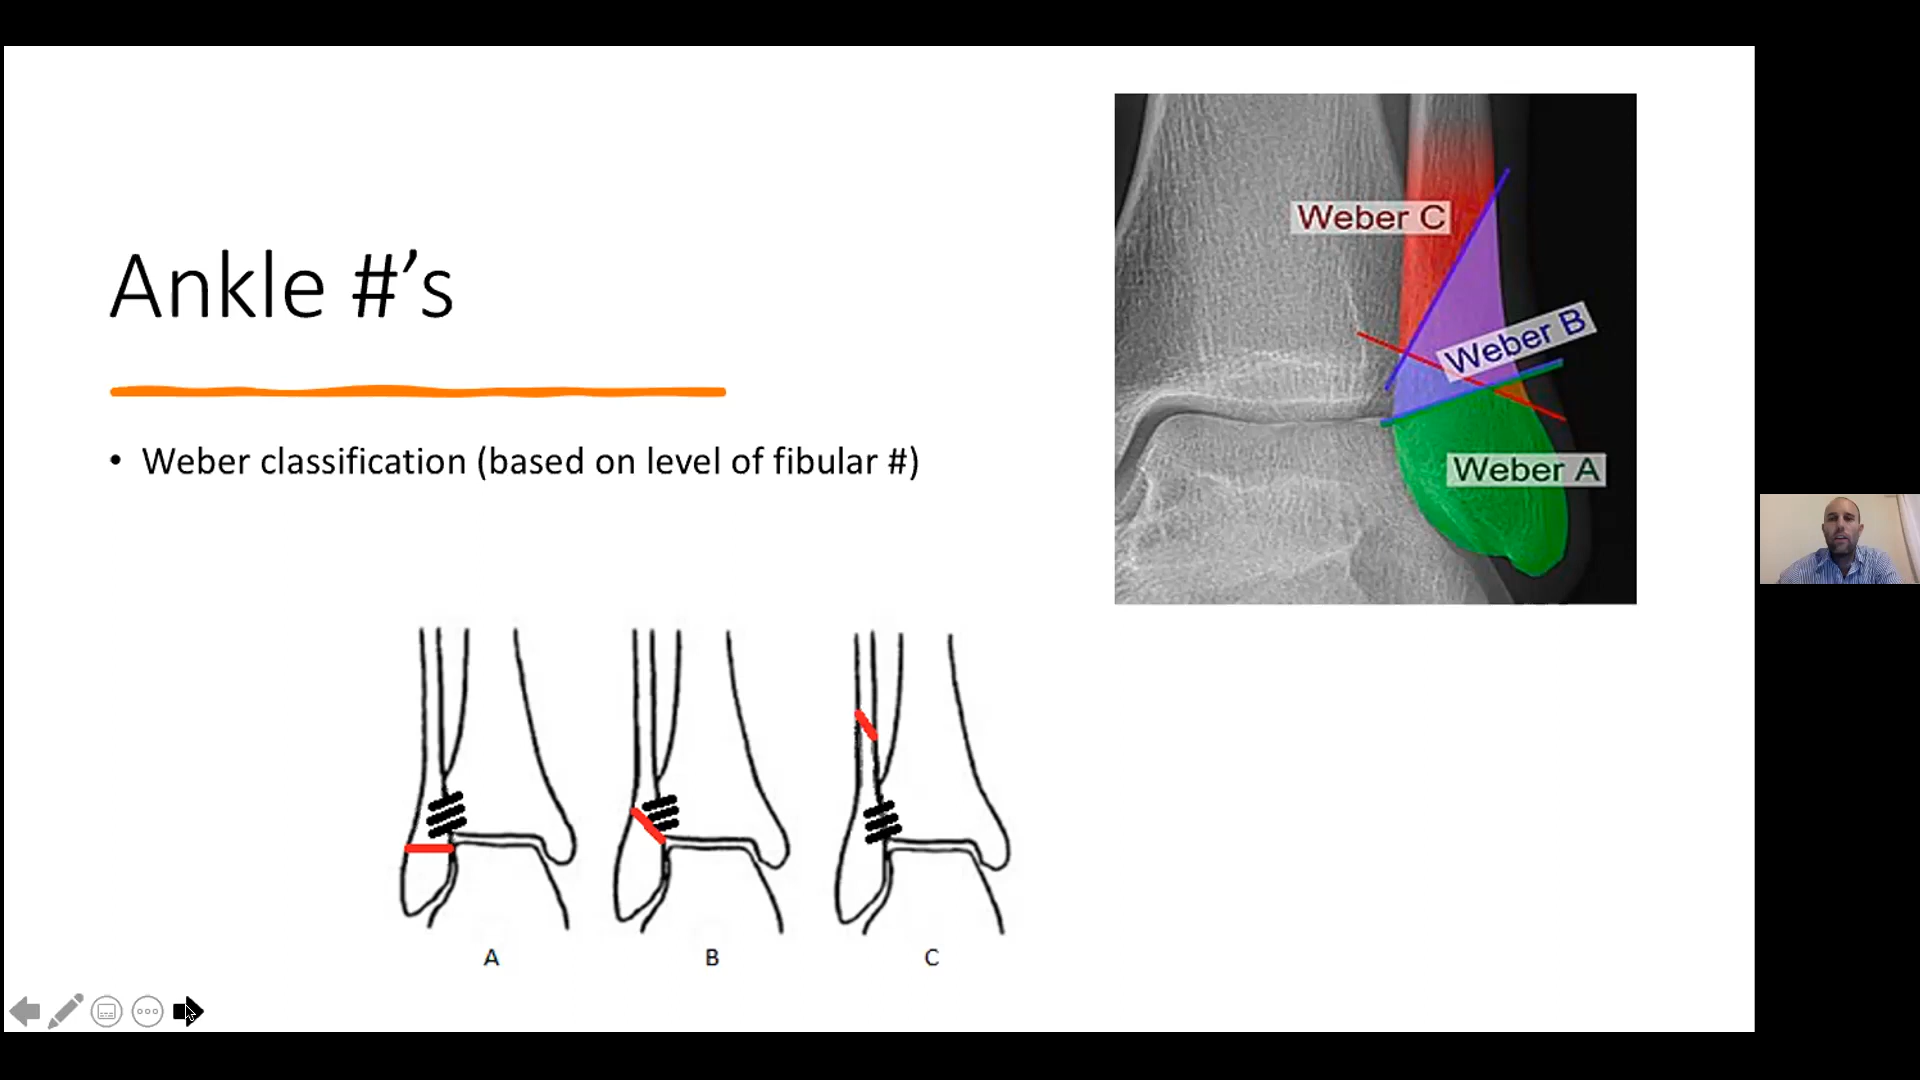 Ankle #’s
• Weber classification (based on level of fibular #)
Weber C
Weber B
Weber A
A
B
C